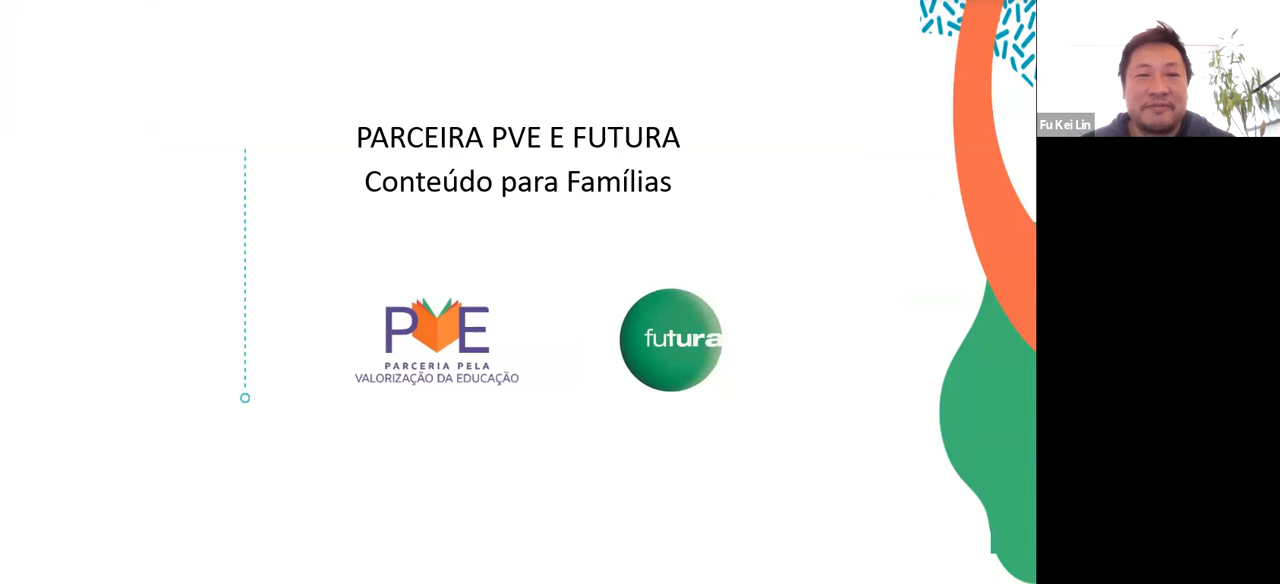 PARCEIRA PVE E FUTURA
Conteúdo para Famílias
PVE
PARCERIA PELA
VALORIZAÇÃO DA EDUCAÇÃO
futura
Fu Kei Lin